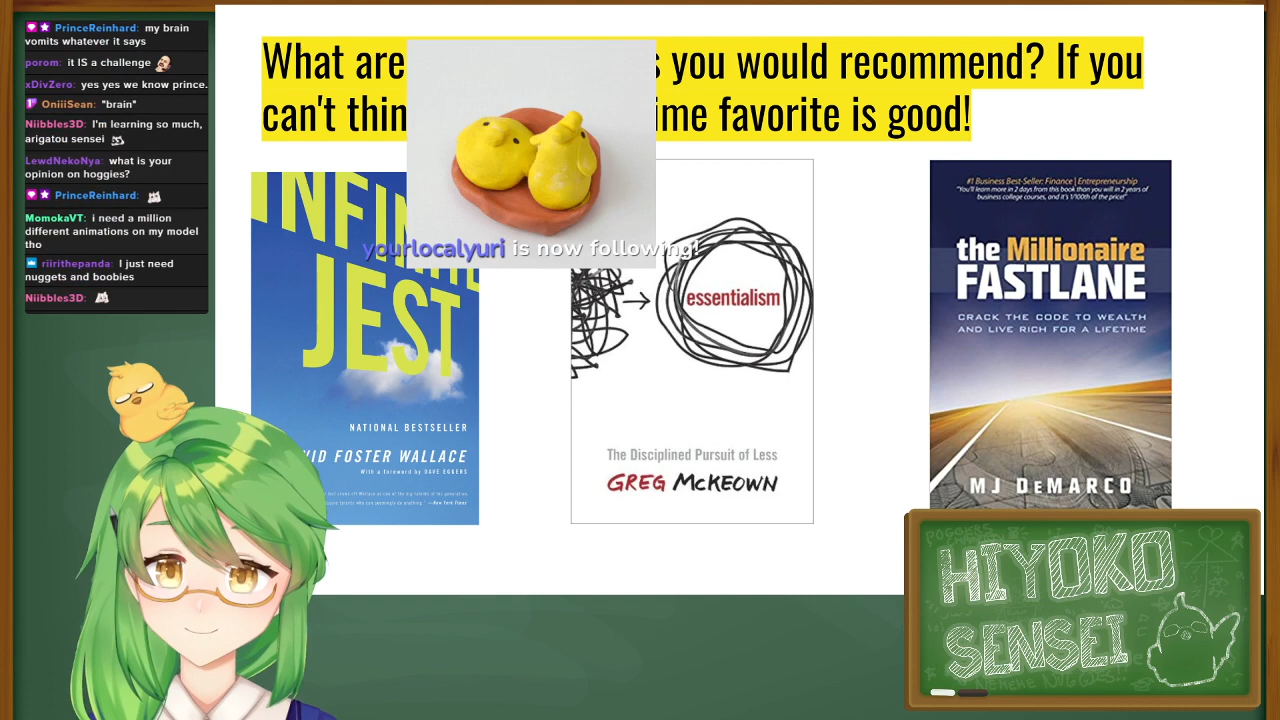 PrinceReinhard: my brain
vomits whatever it says
porom: it IS a challenge
xDivZero: yes yes we know prince.
OniiiSean: "brain"
Niibbles3D: I'm learning so much,
arigatou sensei
LewdNekoNya: what is your
opinion on hoggies?
PrinceReinhard:
MomokaVT: i need a million
different animations on my model
tho
riirithepanda: I just need
nuggets and boobies
Niibbles3D:
What are s you would recommend? If you
can't thin ime favorite is good!
yourlocalyuri is now following!
INFINITE
JEST
NATIONAL BESTSELLER
VID FOSTER WALLACE
With a foreword by DAVE EGGERS
essentialism
The Disciplined Pursuit of Less
GREG McKEOWN
#1 Business Best-Seller: Finance | Entrepreneurship
"You'll learn more in 2 days from this book than you will in 2 years of
business college courses, and it's 1/100th of the price!"
the Millionaire
FASTLANE
CRACK THE CODE TO WEALTH
AND LIVE RICH FOR A LIFETIME
MJ DeMARCO
HIYOKO
SENSEI